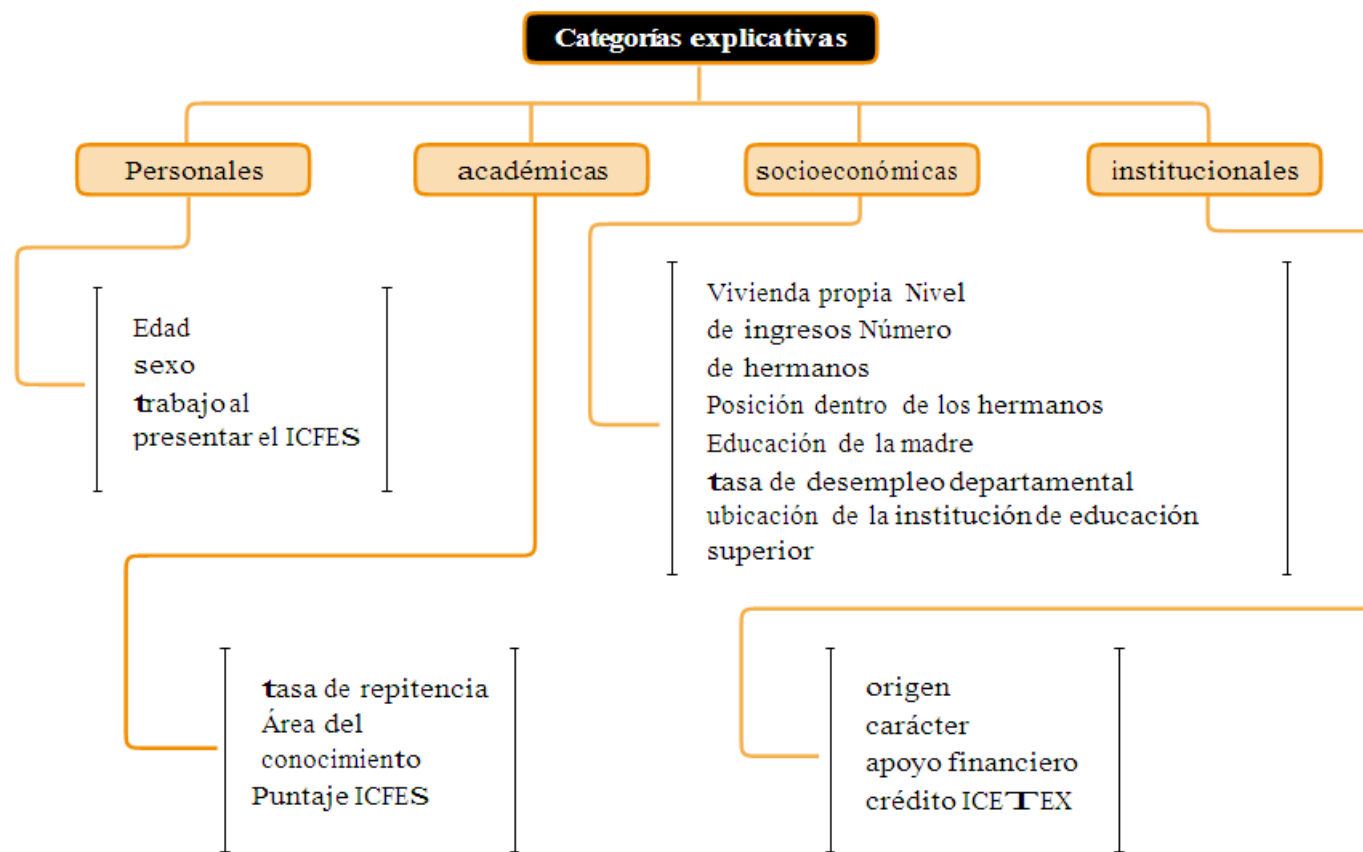 Categorías explicativas
Personales
académicas
socioeconómicas
institucionales
Edad
sexo
trabajo al
presentar el ICFES
Vivienda propia Nivel
de ingresos Número
de hermanos
Posición dentro de los hermanos
Educación de la madre
tasa de desempleo departamental
ubicación de la institución de educación
superior
tasa de repitencia
Área del
conocimiento
Puntaje ICFES
origen
carácter
apoyo financiero
crédito ICETEX